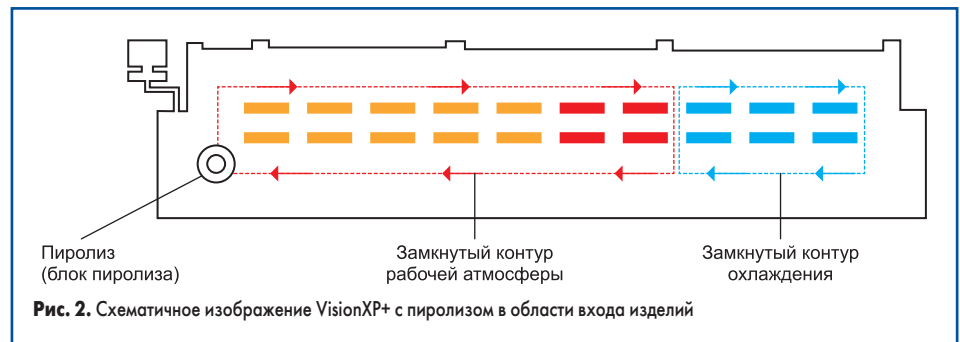 Пиролиз
(блок пиролиза)
Замкнутый контур
рабочей атмосферы
Замкнутый контур
охлаждения
Рис. 2. Схематичное изображение VisionXP+ с пиролизом в области входа изделий